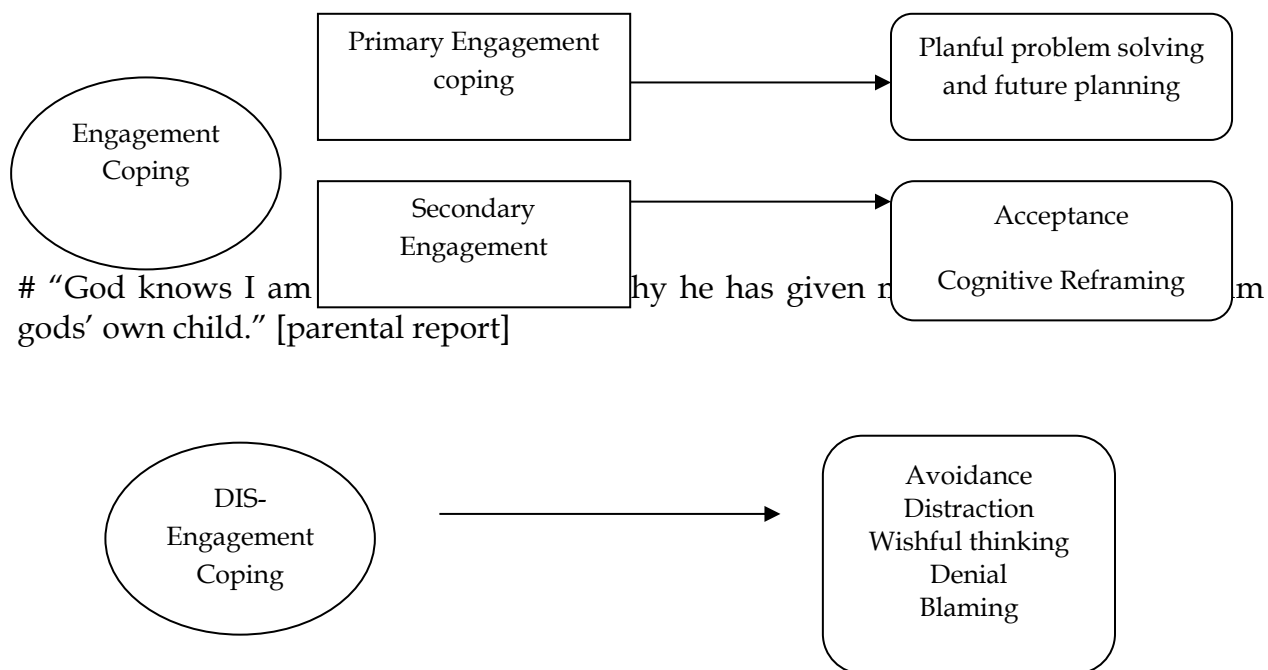 Primary Engagement
coping
Planful problem solving
and future planning
Engagement
Coping
Secondary
Engagement
Acceptance
Cognitive Reframing
# “God knows I am hy he has given
gods’ own child.” [parental report]
DIS-
Engagement
Coping
Avoidance
Distraction
Wishful thinking
Denial
Blaming